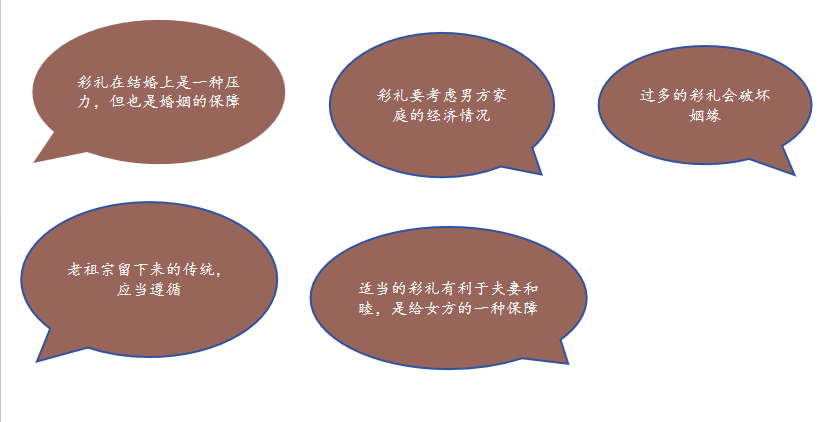 彩礼在结婚上是一种压
力，但也是婚姻的保障
彩礼要考虑男方家
庭的经济情况
过多的彩礼会破坏
姻缘
老祖宗留下来的传统，
应当遵循
适当的彩礼有利于夫妻和
睦，是给女方的一种保障